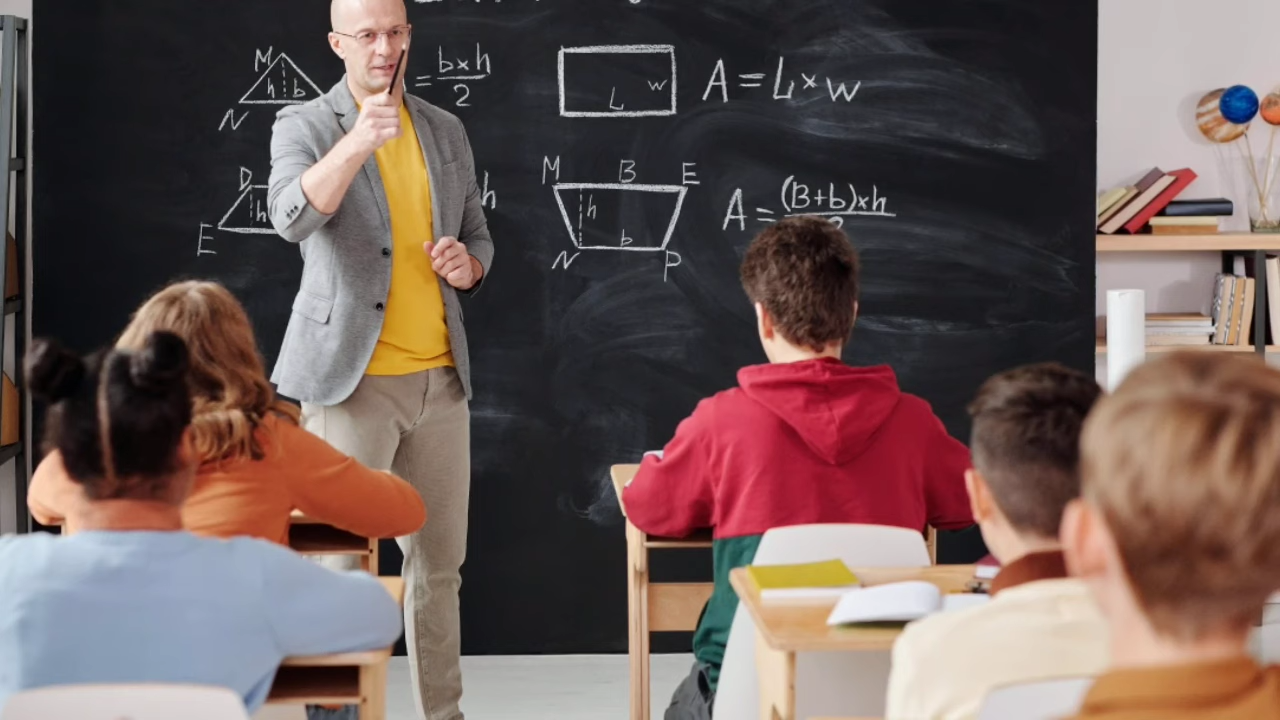 M
h b
N
= b×h
2
w
L
A = L×w
D
h
E
h
M B E
h
b
N P
A = (B+b)×h